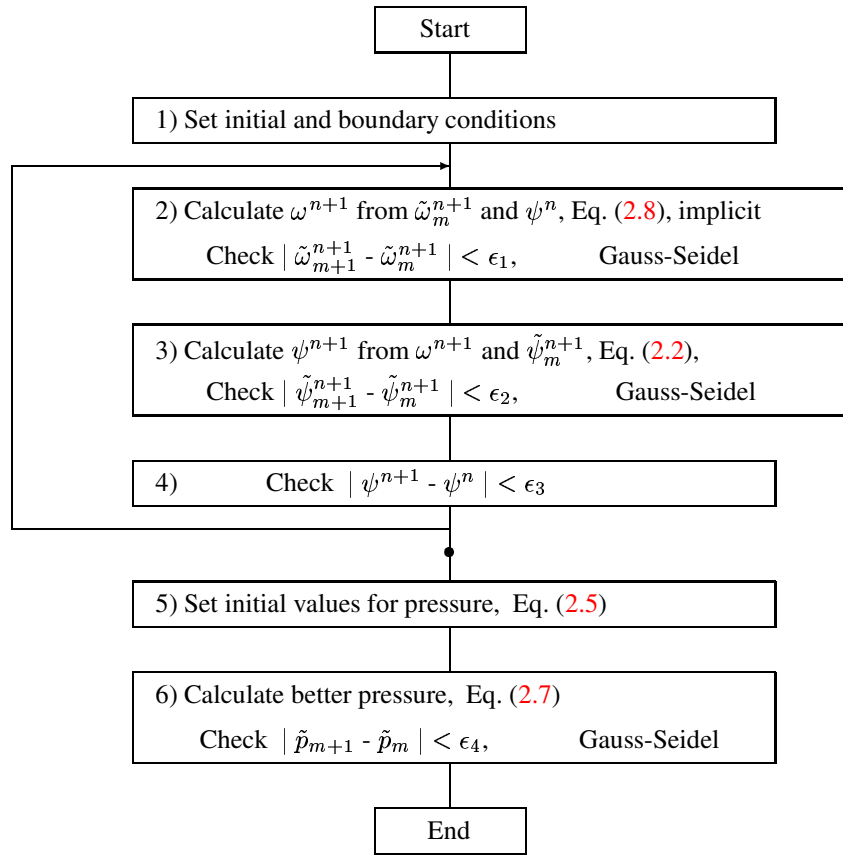 Start
1) Set initial and boundary conditions
2) Calculate ω^{n+1} from ω̃_m^{n+1} and ψ^n, Eq. (2.8), implicit
Check | ω̃_{m+1}^{n+1} - ω̃_m^{n+1} | < ϵ_1, Gauss-Seidel
3) Calculate ψ^{n+1} from ω^{n+1} and ψ̃_m^{n+1}, Eq. (2.2),
Check | ψ̃_{m+1}^{n+1} - ψ̃_m^{n+1} | < ϵ_2, Gauss-Seidel
4) Check | ψ^{n+1} - ψ^n | < ϵ_3
5) Set initial values for pressure, Eq. (2.5)
6) Calculate better pressure, Eq. (2.7)
Check | p̃_{m+1} - p̃_m | < ϵ_4, Gauss-Seidel
End